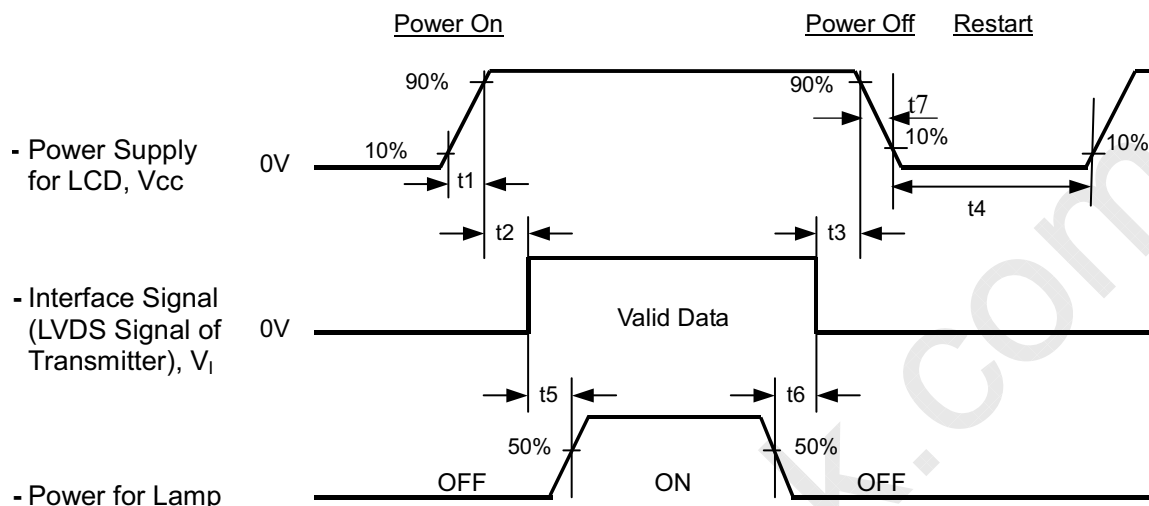 Power On
Power Off
Restart
90%
90%
t7
- Power Supply
for LCD, Vcc
0V
10%
10%
10%
t1
t4
t2
t3
- Interface Signal
(LVDS Signal of
Transmitter), VI
0V
Valid Data
t5
t6
50%
50%
- Power for Lamp
OFF
ON
OFF
k.com